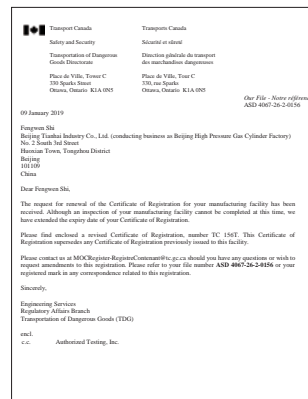 Transport Canada Transports Canada
Safety and Security Sécurité et sûreté
Transportation of Dangerous Direction générale du transport
Goods Directorate des marchandises dangereuses
Place de Ville, Tower C Place de Ville, Tour C
330 Sparks Street 330, rue Sparks
Ottawa, Ontario K1A 0N5 Ottawa, Ontario K1A 0N5
Our File - Notre référence
ASD 4067-26-2-0156
09 January 2019
Fengwen Shi
Beijing Tianhai Industry Co., Ltd. (conducting business as Beijing High Pressure Gas Cylinder Factory)
No. 2 South 3rd Street
Huoxian Town, Tongzhou District
Beijing
101109
China
Dear Fengwen Shi,
The request for renewal of the Certificate of Registration for your manufacturing facility has been
received. Although an inspection of your manufacturing facility cannot be completed at this time, we
have extended the expiry date of your certificate.
Please find enclosed a revised Certificate of Registration, number TC 156T. This Certificate of
Registration supersedes any Certificate of Registration previously issued to this facility.
Please contact us at MOCRegister-RegistreContenant@tc.gc.ca should you have any questions or wish to
request amendments to this registration. Please refer to your file number ASD 4067-26-2-0156 or your
registered mark in any correspondence related to this registration.
Sincerely,
Engineering Services
Regulatory Affairs Branch
Transportation of Dangerous Goods (TDG)
encl.
c.c. Authorized Testing, Inc.